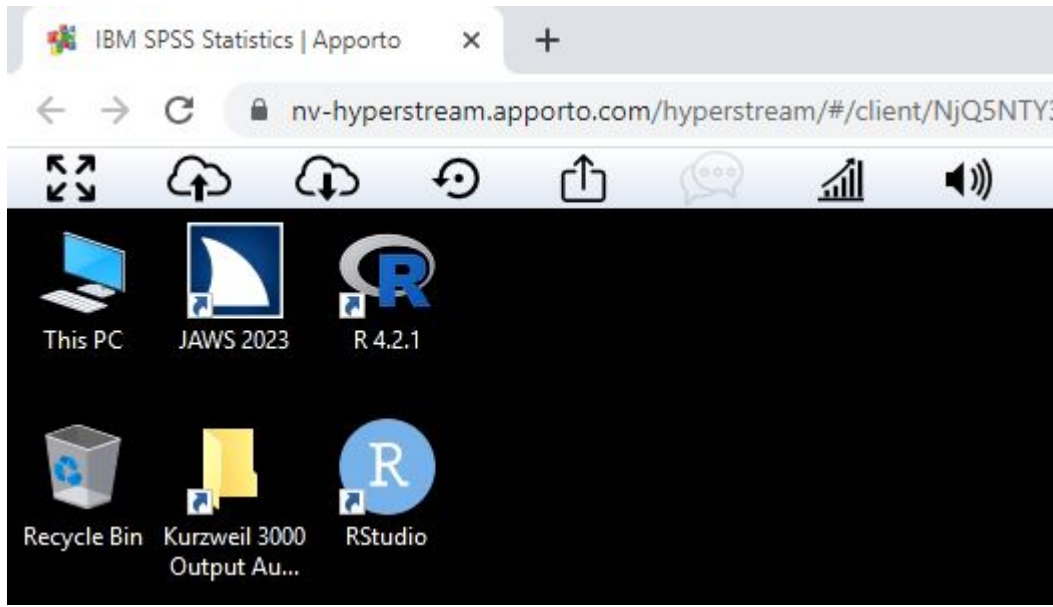 IBM SPSS Statistics | Apporto
nv-hyperstream.apporto.com/hyperstream/#/client/NjQ5NTY3
This PC
JAWS 2023
R 4.2.1
R
R
Recycle Bin
Kurzweil 3000
Output Au...
RStudio